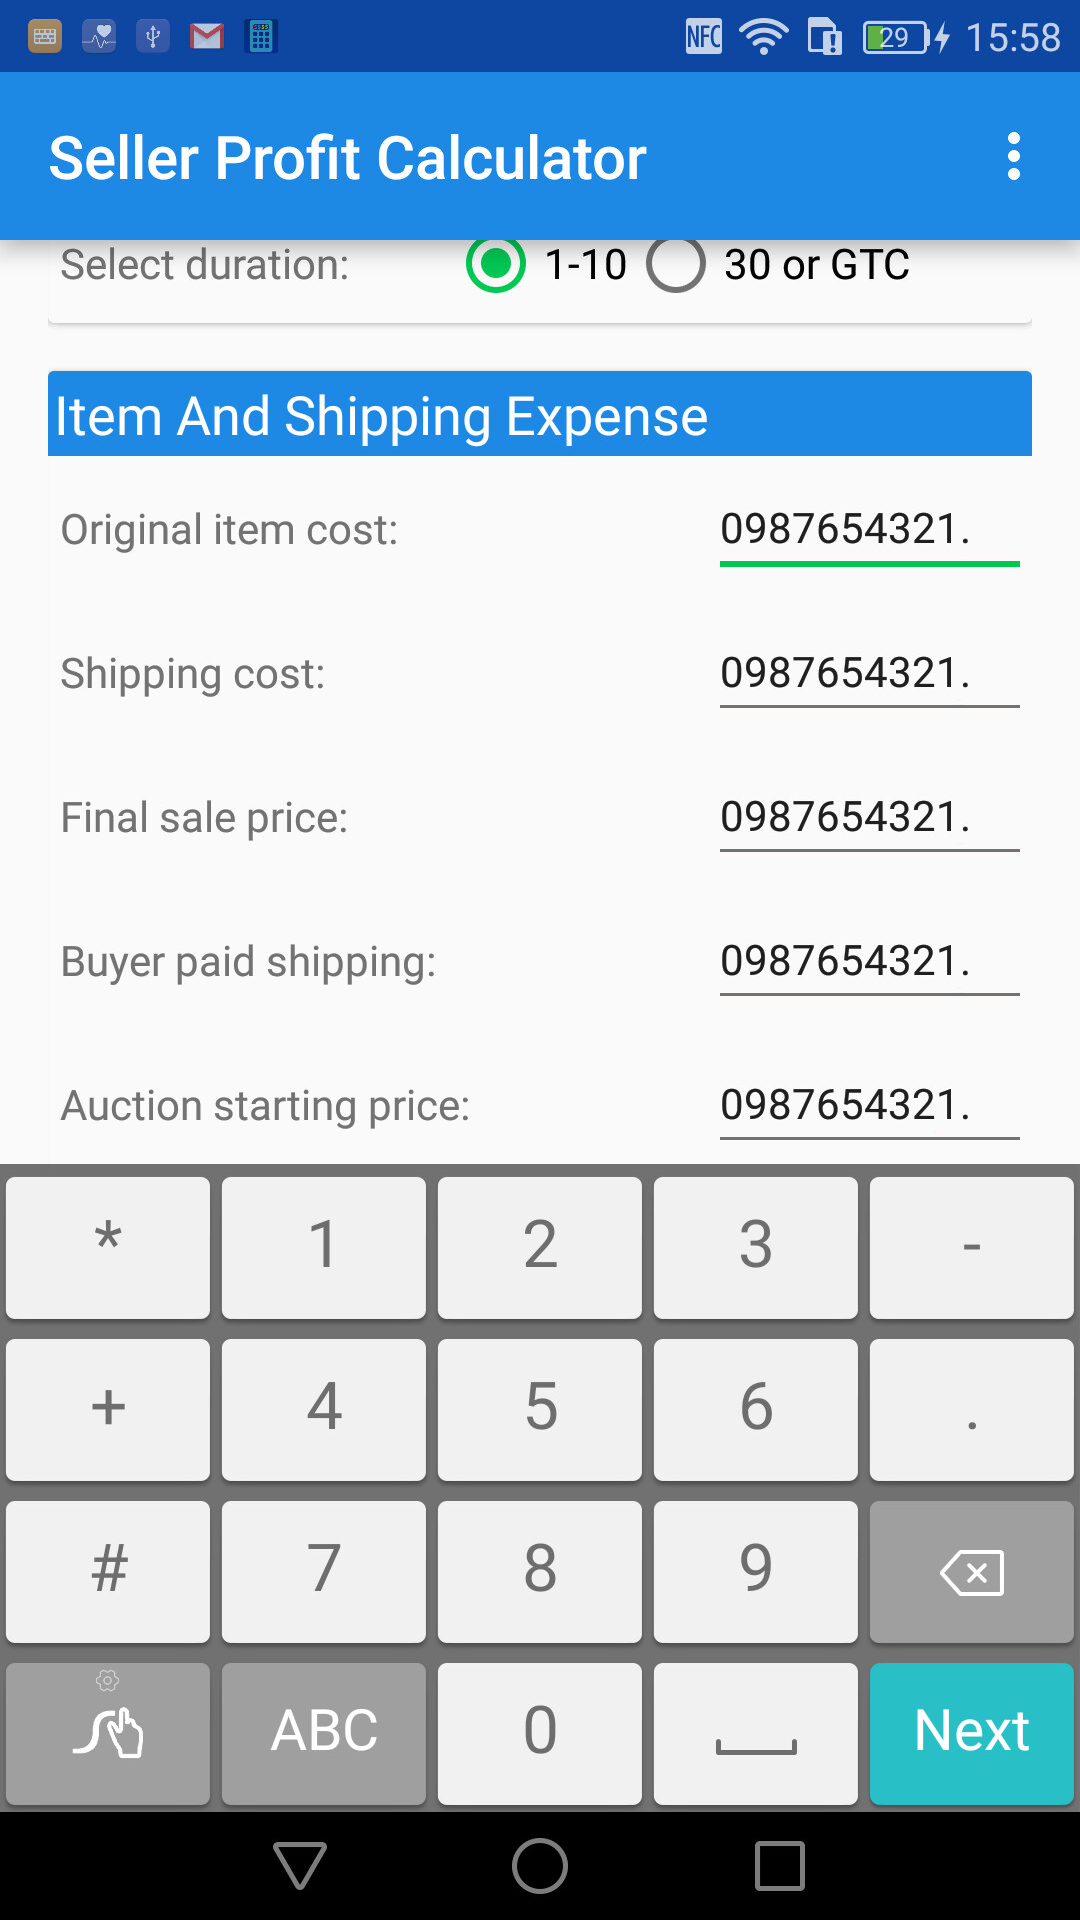 NFC 29 15:58
Seller Profit Calculator
Select duration: 1-10 30 or GTC
Item And Shipping Expense
Original item cost: 0987654321.
Shipping cost: 0987654321.
Final sale price: 0987654321.
Buyer paid shipping: 0987654321.
Auction starting price: 0987654321.
* 1 2 3 -
+ 4 5 6 .
# 7 8 9
ABC 0 Next